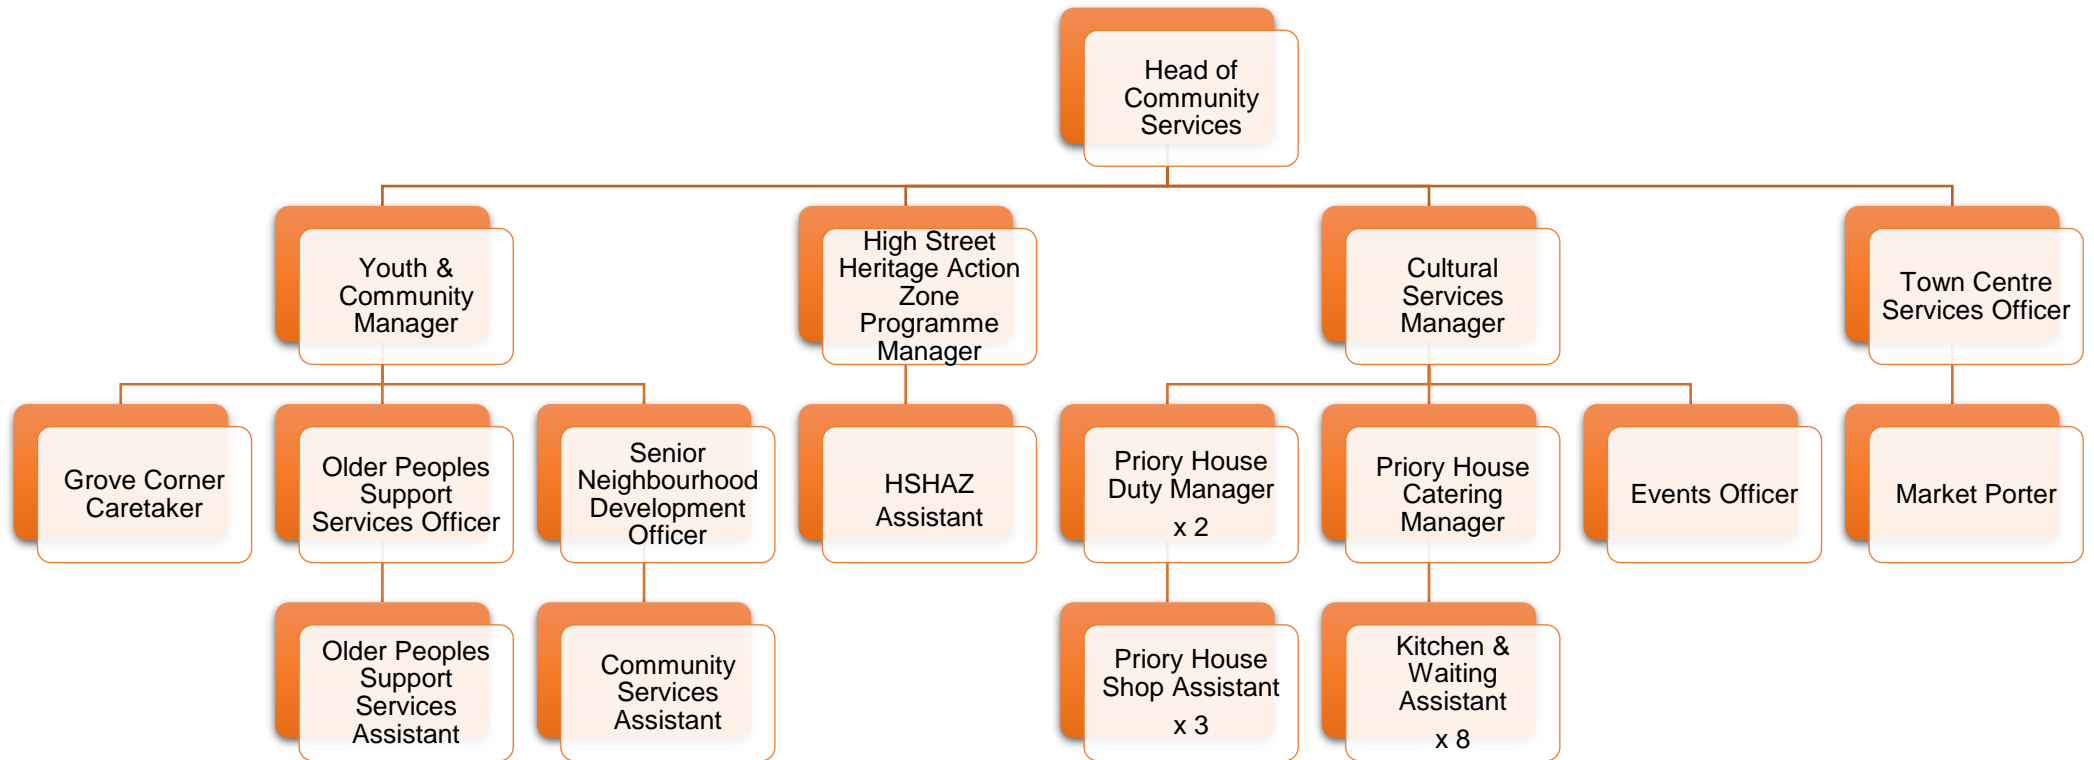 Head of
Community
Services
Youth &
Community
Manager
High Street
Heritage Action
Zone
Programme
Manager
Cultural
Services
Manager
Town Centre
Services Officer
Grove Corner
Caretaker
Older Peoples
Support
Services Officer
Senior
Neighbourhood
Development
Officer
HSHAZ
Assistant
Priory House
Duty Manager
x 2
Priory House
Catering
Manager
Events Officer
Market Porter
Older Peoples
Support
Services
Assistant
Community
Services
Assistant
Priory House
Shop Assistant
x 3
Kitchen &
Waiting
Assistant
x 8